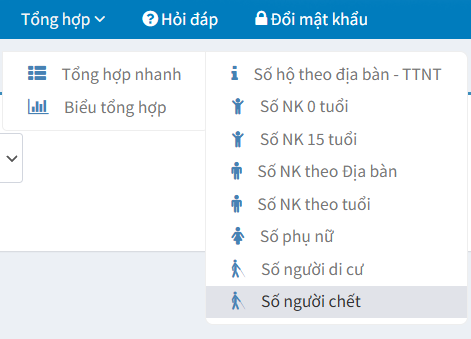 Tổng hợp
Hỏi đáp
Đổi mật khẩu
Tổng hợp nhanh
Biểu tổng hợp
Số hộ theo địa bàn - TTNT
Số NK 0 tuổi
Số NK 15 tuổi
Số NK theo Địa bàn
Số NK theo tuổi
Số phụ nữ
Số người di cư
Số người chết